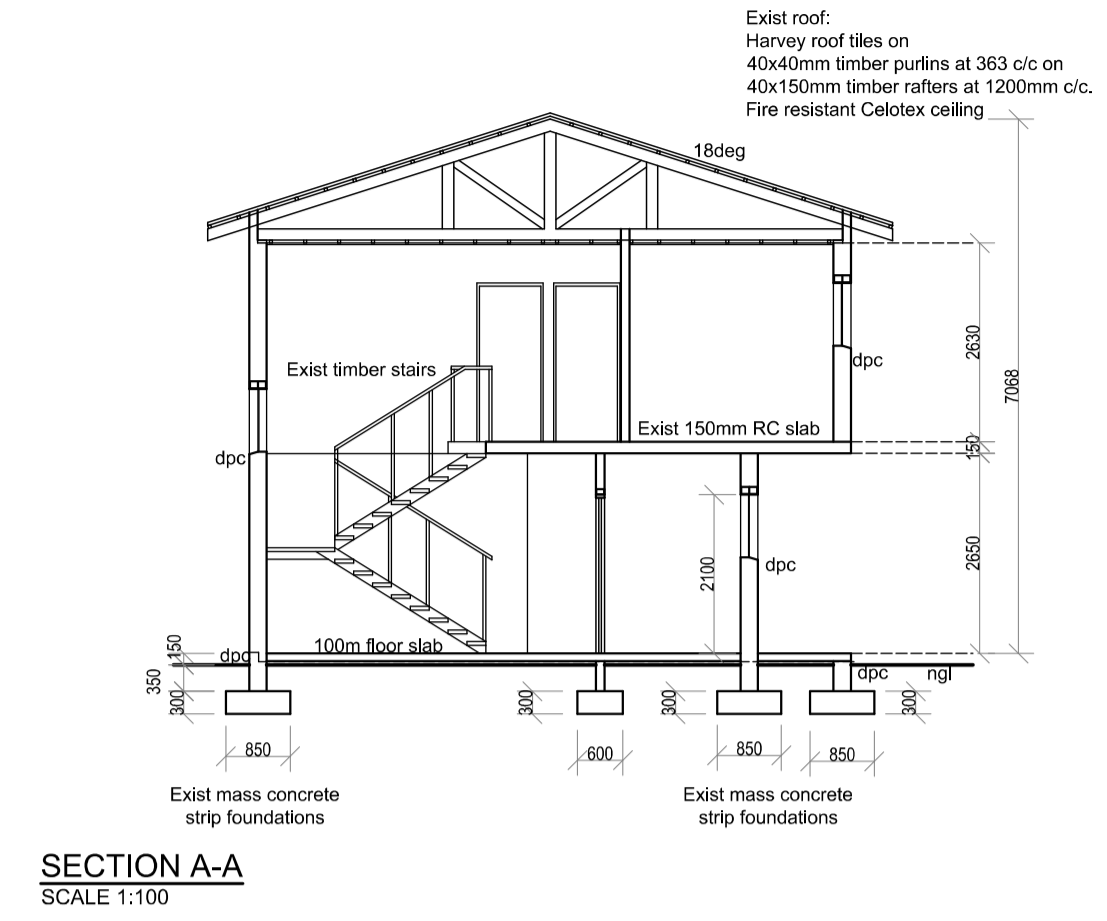 Exist roof:
Harvey roof tiles on
40x40mm timber purlins at 363 c/c on
40x150mm timber rafters at 1200mm c/c.
Fire resistant Celotex ceiling
18deg
Exist timber stairs
dpc
2630
7068
Exist 150mm RC slab
150
dpc
2100
dpc
2650
100m floor slab
dpc
150
350
300
dpc
ngl
300
300
300
850
600
850
850
Exist mass concrete
strip foundations
Exist mass concrete
strip foundations
SECTION A-A
SCALE 1:100